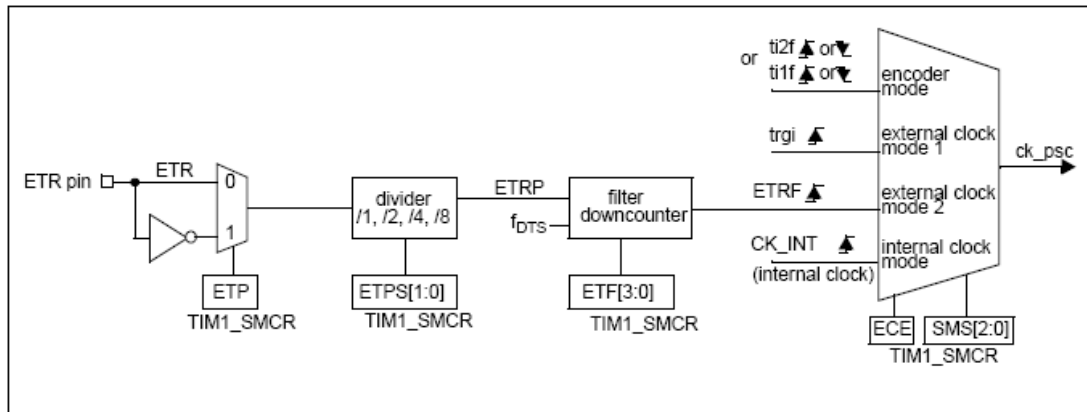 or ti2f or
ti1f or
encoder mode
trgi
external clock mode 1
ck_psc
ETR pin
ETR
0
1
divider
/1, /2, /4, /8
ETRP
fDTS
filter
downcounter
ETRF
external clock mode 2
CK_INT
(internal clock)
internal clock mode
ETP
TIM1_SMCR
ETPS[1:0]
TIM1_SMCR
ETF[3:0]
TIM1_SMCR
ECE
SMS[2:0]
TIM1_SMCR